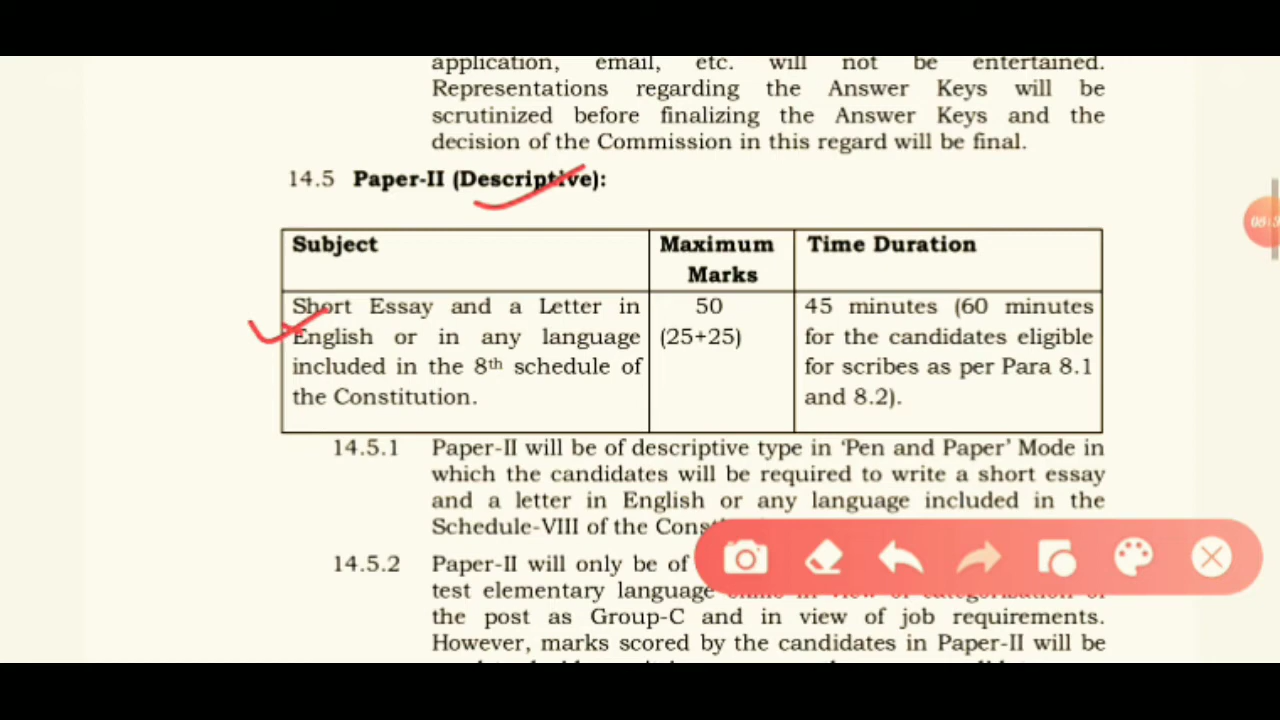 application, email, etc. will not be entertained.
Representations regarding the Answer Keys will be
scrutinized before finalizing the Answer Keys and the
decision of the Commission in this regard will be final.
14.5 Paper-II (Descriptive):
Subject Maximum Marks Time Duration
Short Essay and a Letter in English or in any language included in the 8th schedule of the Constitution.
50 (25+25)
45 minutes (60 minutes for the candidates eligible for scribes as per Para 8.1 and 8.2).
14.5.1 Paper-II will be of descriptive type in ‘Pen and Paper’ Mode in
which the candidates will be required to write a short essay
and a letter in English or any language included in the
Schedule-VIII of the
14.5.2 Paper-II will only be of
test elementary language
the post as Group-C and in view of job requirements.
However, marks scored by the candidates in Paper-II will be